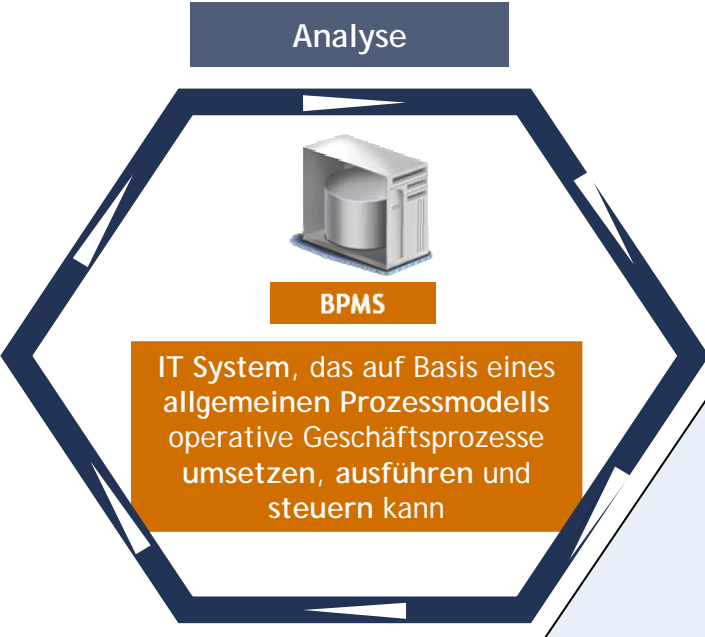 Analyse
BPMS
IT System, das auf Basis eines
allgemeinen Prozessmodells
operative Geschäftsprozesse
umsetzen, ausführen und
steuern kann